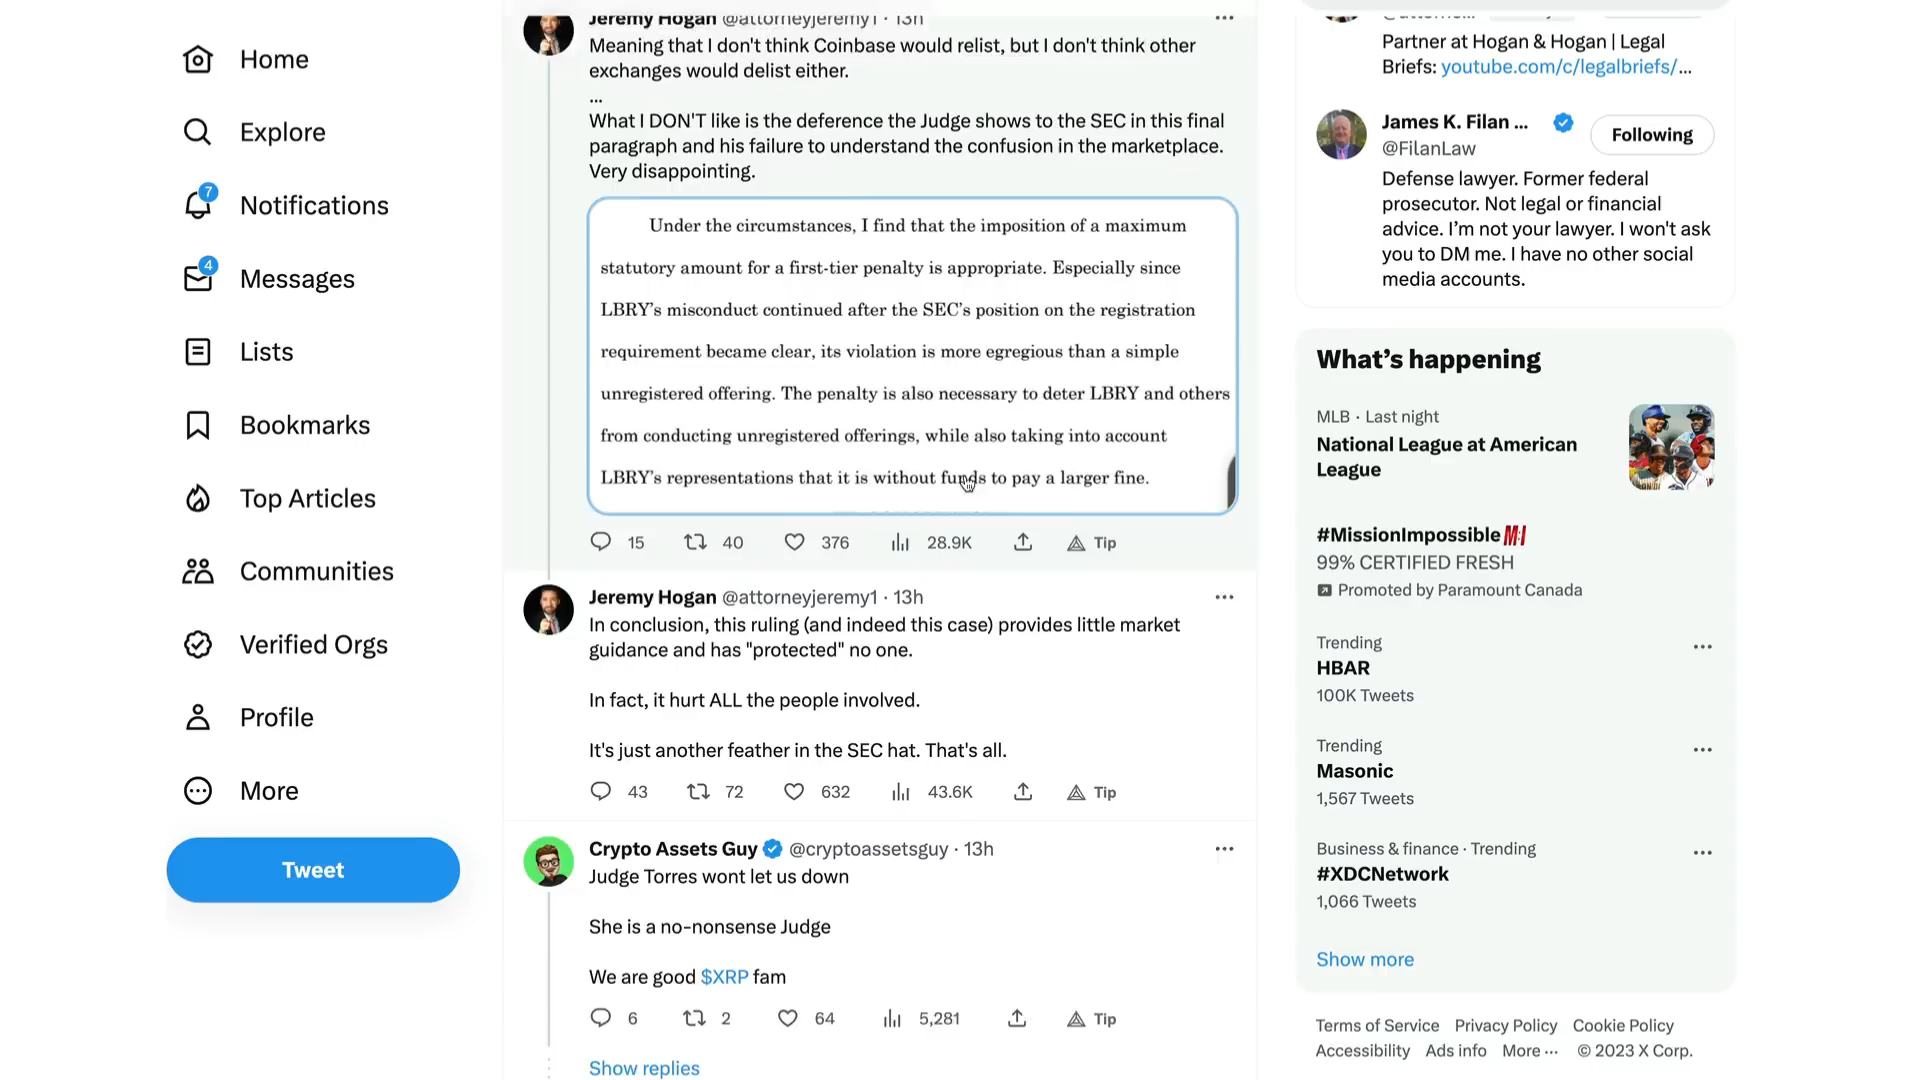 Home
Explore
7
Notifications
4
Messages
Lists
Bookmarks
Top Articles
Communities
Verified Orgs
Profile
More
Tweet
Jeremy Hogan @attorneyjeremy1 · 13h
Meaning that I don't think Coinbase would relist, but I don't think other
exchanges would delist either.
...
What I DON'T like is the deference the Judge shows to the SEC in this final
paragraph and his failure to understand the confusion in the marketplace.
Very disappointing.
Under the circumstances, I find that the imposition of a maximum
statutory amount for a first-tier penalty is appropriate. Especially since
LBRY’s misconduct continued after the SEC’s position on the registration
requirement became clear, its violation is more egregious than a simple
unregistered offering. The penalty is also necessary to deter LBRY and others
from conducting unregistered offerings, while also taking into account
LBRY’s representations that it is without funds to pay a larger fine.
15 40 376 28.9K Tip
Jeremy Hogan @attorneyjeremy1 · 13h
In conclusion, this ruling (and indeed this case) provides little market
guidance and has "protected" no one.
In fact, it hurt ALL the people involved.
It's just another feather in the SEC hat. That's all.
43 72 632 43.6K Tip
Crypto Assets Guy @cryptoassetsguy · 13h
Judge Torres wont let us down
She is a no-nonsense Judge
We are good $XRP fam
6 2 64 5,281 Tip
Show replies
Partner at Hogan & Hogan | Legal
Briefs: youtube.com/c/legalbriefs/...
James K. Filan ...
@FilanLaw
Following
Defense lawyer. Former federal
prosecutor. Not legal or financial
advice. I’m not your lawyer. I won't ask
you to DM me. I have no other social
media accounts.
What’s happening
MLB · Last night
National League at American
League
#MissionImpossible
99% CERTIFIED FRESH
Promoted by Paramount Canada
Trending
HBAR
100K Tweets
Trending
Masonic
1,567 Tweets
Business & finance · Trending
#XDCNetwork
1,066 Tweets
Show more
Terms of Service Privacy Policy Cookie Policy
Accessibility Ads info More ··· © 2023 X Corp.